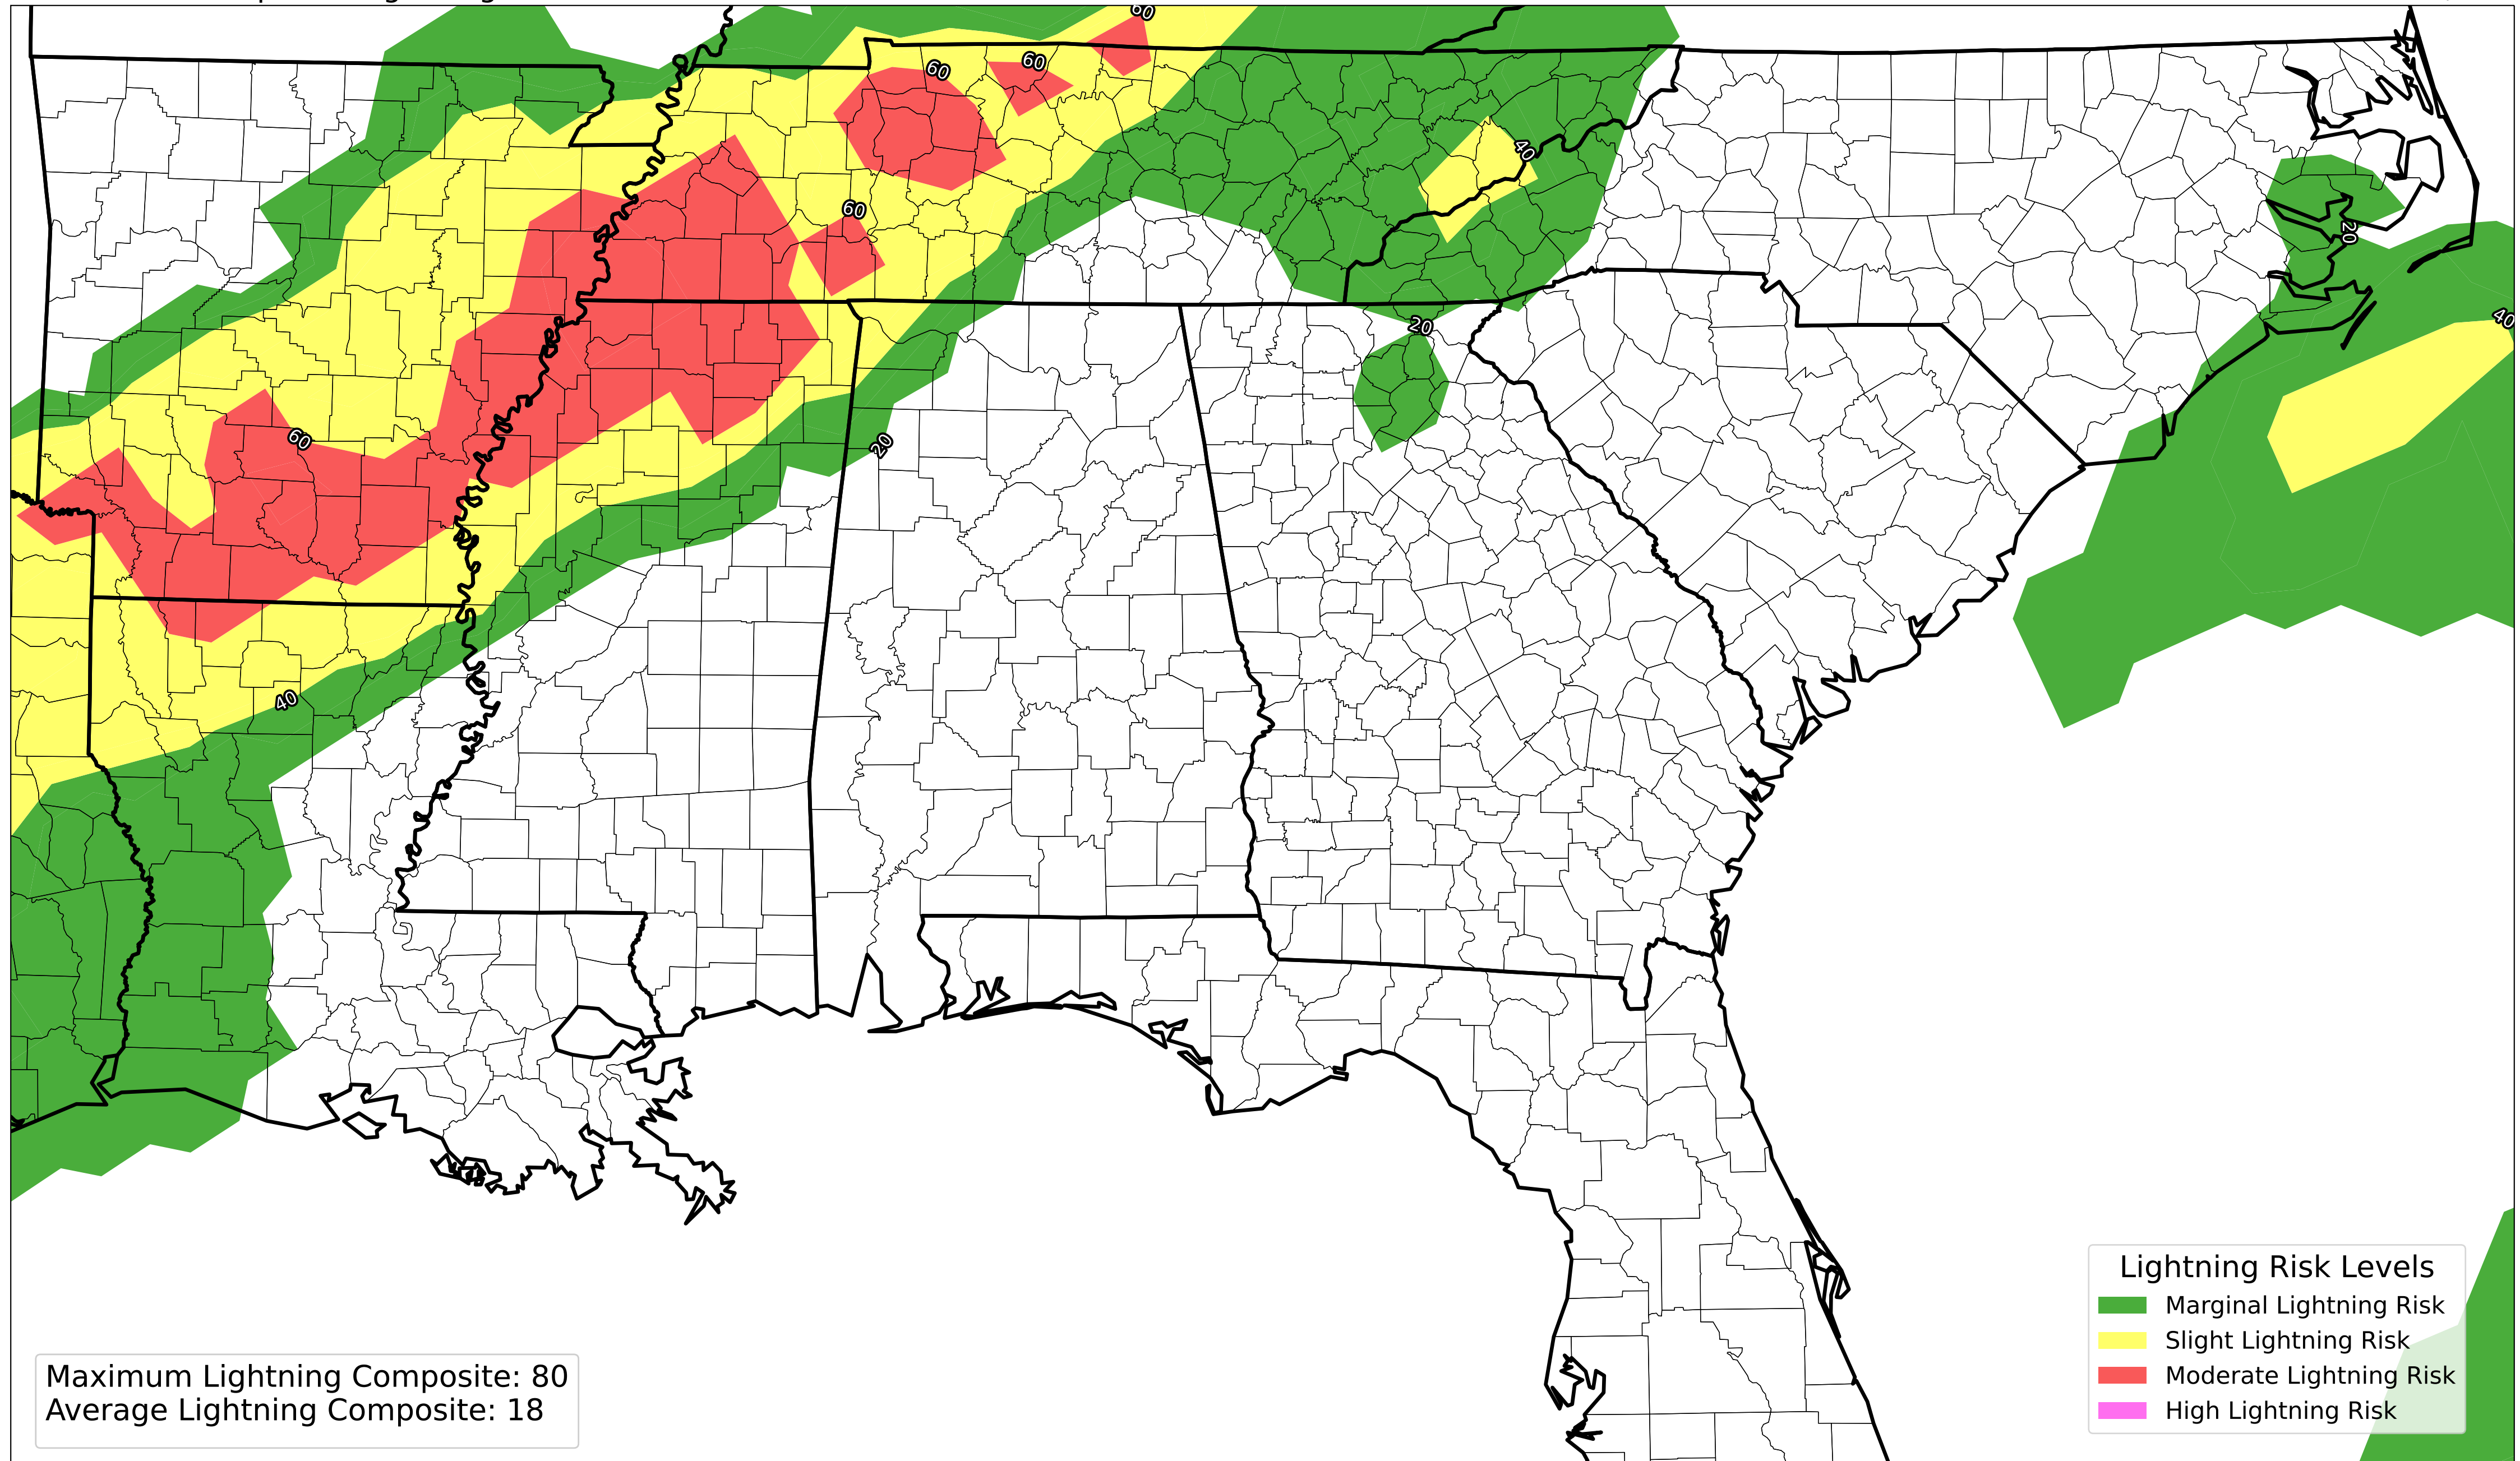 60
60
60
40
60
20
40
20
60
20
40
Lightning Risk Levels
Marginal Lightning Risk
Slight Lightning Risk
Moderate Lightning Risk
High Lightning Risk
Maximum Lightning Composite: 80
Average Lightning Composite: 18